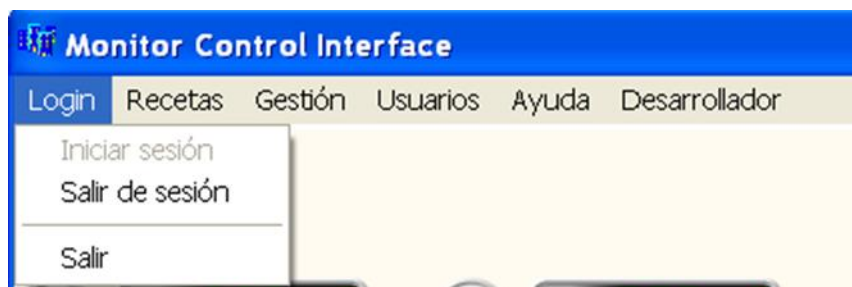 Monitor Control Interface
Login Recetas Gestión Usuarios Ayuda Desarrollador
Iniciar sesión
Salir de sesión
Salir